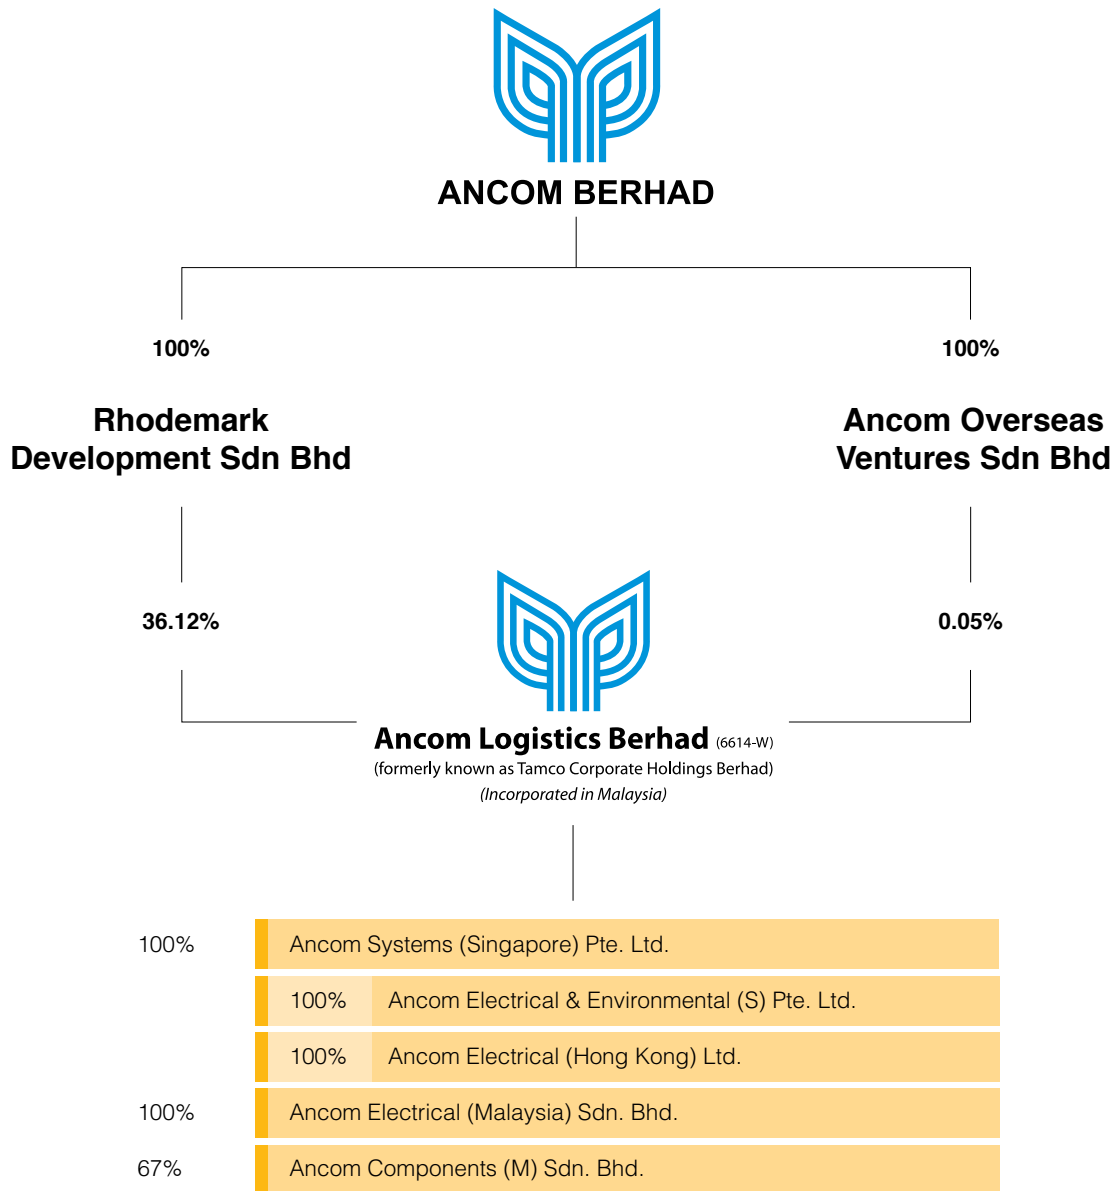 ANCOM BERHAD
100%
100%
Rhodemark
Development Sdn Bhd
Ancom Overseas
Ventures Sdn Bhd
36.12%
0.05%
Ancom Logistics Berhad (6614-W)
(formerly known as Tamco Corporate Holdings Berhad)
(Incorporated in Malaysia)
100% Ancom Systems (Singapore) Pte. Ltd.
100% Ancom Electrical & Environmental (S) Pte. Ltd.
100% Ancom Electrical (Hong Kong) Ltd.
100% Ancom Electrical (Malaysia) Sdn. Bhd.
67% Ancom Components (M) Sdn. Bhd.